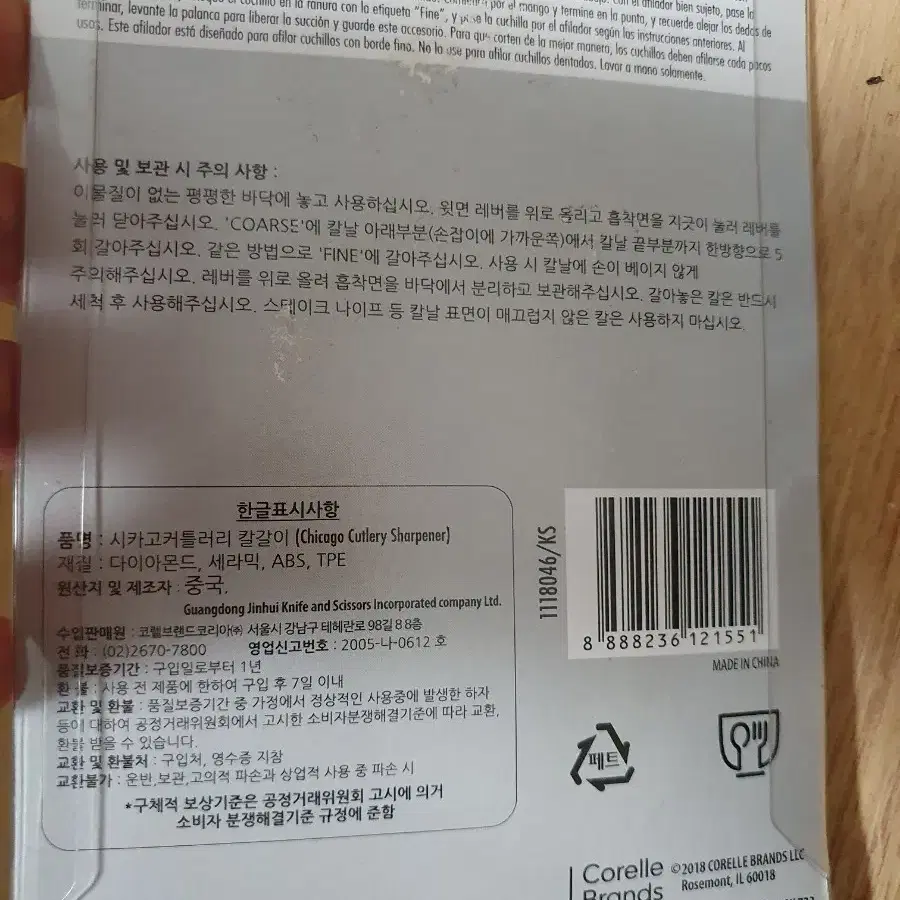 el cuchillo en la ranura con la etiqueta "Fine", y
por el mango y termine en la punta, y recuerde alejar los dedos de
terminar, levante la palanca para liberar la succión y guarde este accesorio. Para que corten de la mejor manera, los cuchillos deben afilarse cada pocos
usos. Este afilador está diseñado para afilar cuchillos con borde fino. No lo use para afilar cuchillos dentados. Lavar a mano solamente.
사용 및 보관 시 주의 사항 :
이물질이 없는 평평한 바닥에 놓고 사용하십시오. 윗면 레버를 위로 올리고 흡착면을 지긋이 눌러 레버를
눌러 닫아주십시오. 'COARSE'에 칼날 아래부분(손잡이에 가까운쪽)에서 칼날 끝부분까지 한방향으로 5
회 갈아주십시오. 같은 방법으로 'FINE'에 갈아주십시오. 사용 시 칼날에 손이 베이지 않게
주의해주십시오. 레버를 위로 올려 흡착면을 바닥에서 분리하고 보관해주십시오. 갈아놓은 칼은 반드시
세척 후 사용해주십시오. 스테이크 나이프 등 칼날 표면이 매끄럽지 않은 칼은 사용하지 마십시오.
한글표시사항
품명 : 시카고커틀러리 칼갈이 (Chicago Cutlery Sharpener)
재질 : 다이아몬드, 세라믹, ABS, TPE
원산지 및 제조자 : 중국.
Guangdong Jinhui Knife and Scissors Incorporated company Ltd.
수입판매원 : 코렐브랜드코리아㈜ 서울시 강남구 테헤란로 98길 8 8층
전 화 : (02)2670-7800 영업신고번호 : 2005-나-0612 호
품질보증기간 : 구입일로부터 1년
환 불 : 사용 전 제품에 한하여 구입 후 7일 이내
교환 및 환불 : 품질보증기간 중 가정에서 정상적인 사용중에 발생한 하자
등에 대하여 공정거래위원회에서 고시한 소비자분쟁해결기준에 따라 교환,
환불 받을 수 있습니다.
교환 및 환불처 : 구입처, 영수증 지참
교환불가 : 운반,보관,고의적 파손과 상업적 사용 중 파손 시
*구체적 보상기준은 공정거래위원회 고시에 의거
소비자 분쟁해결기준 규정에 준함
1118046/KS
8 888236 121551
MADE IN CHINA
페트
Corelle
Brands
©2018 CORELLE BRANDS LLC
Rosemont, IL 60018